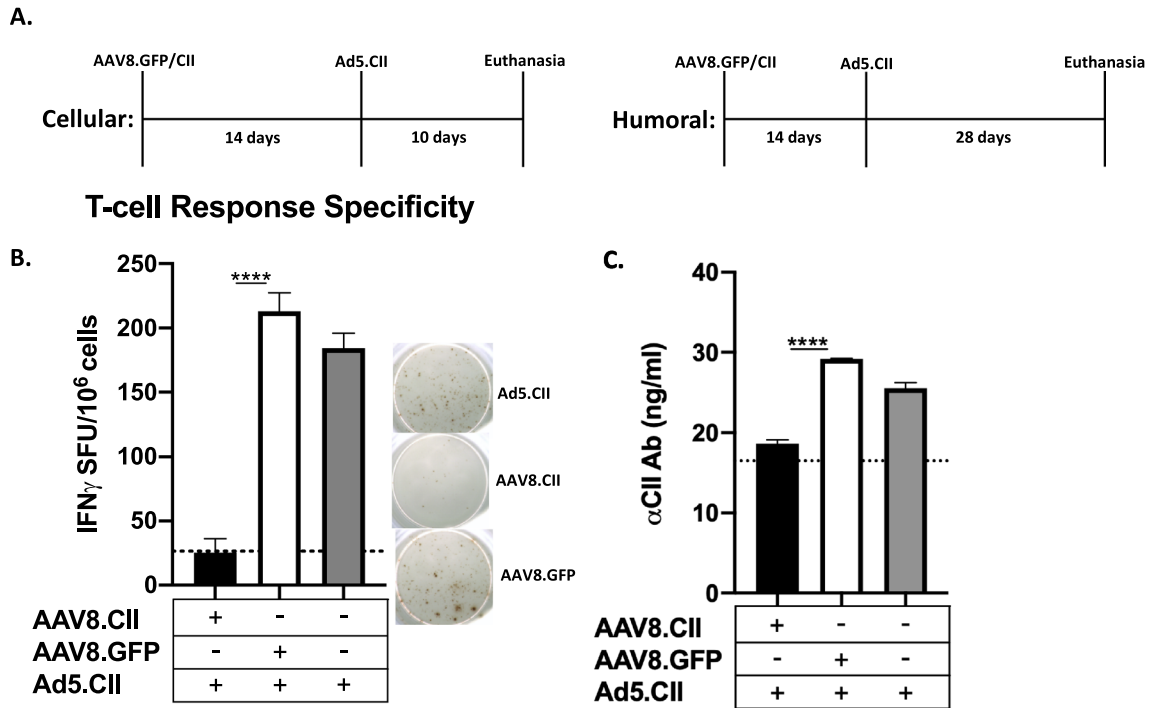 A.
AAV8.GFP/CII Ad5.CII Euthanasia
Cellular:
14 days 10 days
AAV8.GFP/CII Ad5.CII Euthanasia
Humoral:
14 days 28 days
T-cell Response Specificity
B.
IFNγ SFU/10⁶ cells
250
200
150
100
50
0
****
Ad5.CII
AAV8.CII
AAV8.GFP
AAV8.CII + - -
AAV8.GFP - + -
Ad5.CII + + +
C.
αCII Ab (ng/ml)
40
30
20
10
0
****
AAV8.CII + - -
AAV8.GFP - + -
Ad5.CII + + +